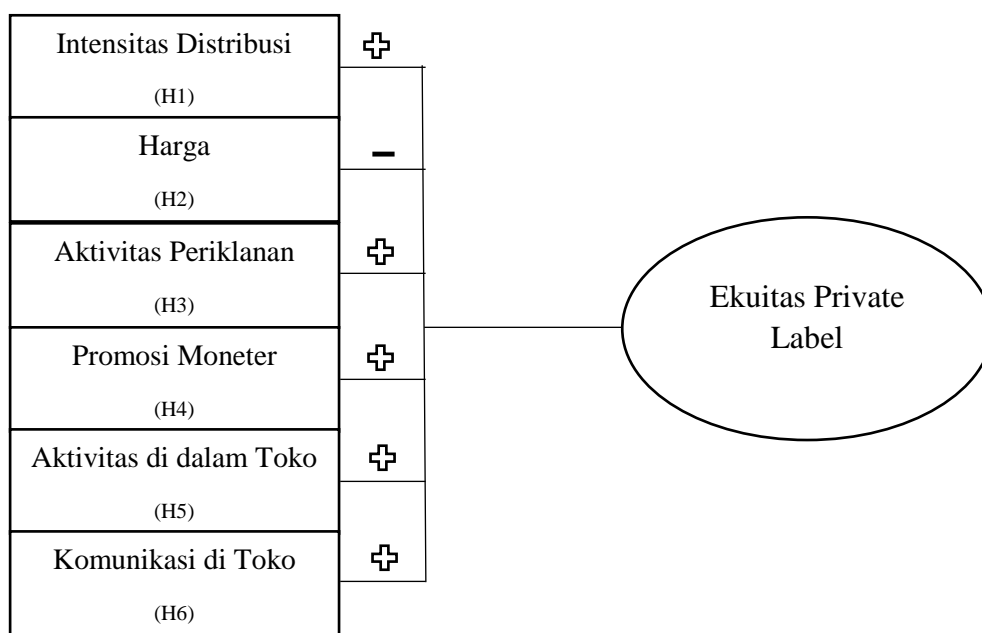 Intensitas Distribusi
(H1)
+
Harga
(H2)
–
Aktivitas Periklanan
(H3)
+
Promosi Moneter
(H4)
+
Aktivitas di dalam Toko
(H5)
+
Komunikasi di Toko
(H6)
+
Ekuitas Private
Label